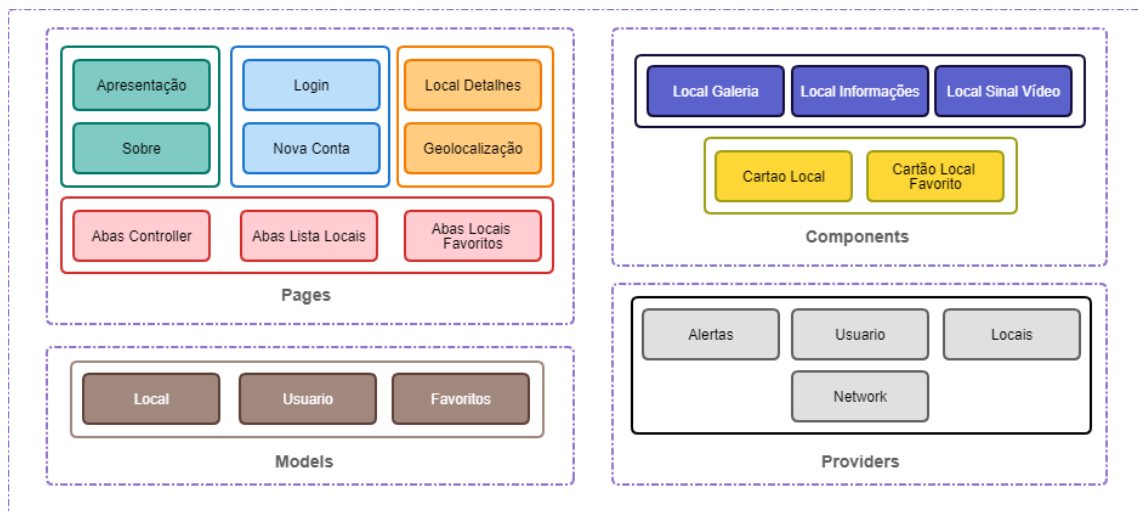 Apresentação
Login
Local Detalhes
Sobre
Nova Conta
Geolocalização
Abas Controller
Abas Lista Locais
Abas Locais
Favoritos
Pages
Local Galeria
Local Informações
Local Sinal Vídeo
Cartao Local
Cartão Local
Favorito
Components
Local
Usuario
Favoritos
Models
Alertas
Usuario
Locais
Network
Providers